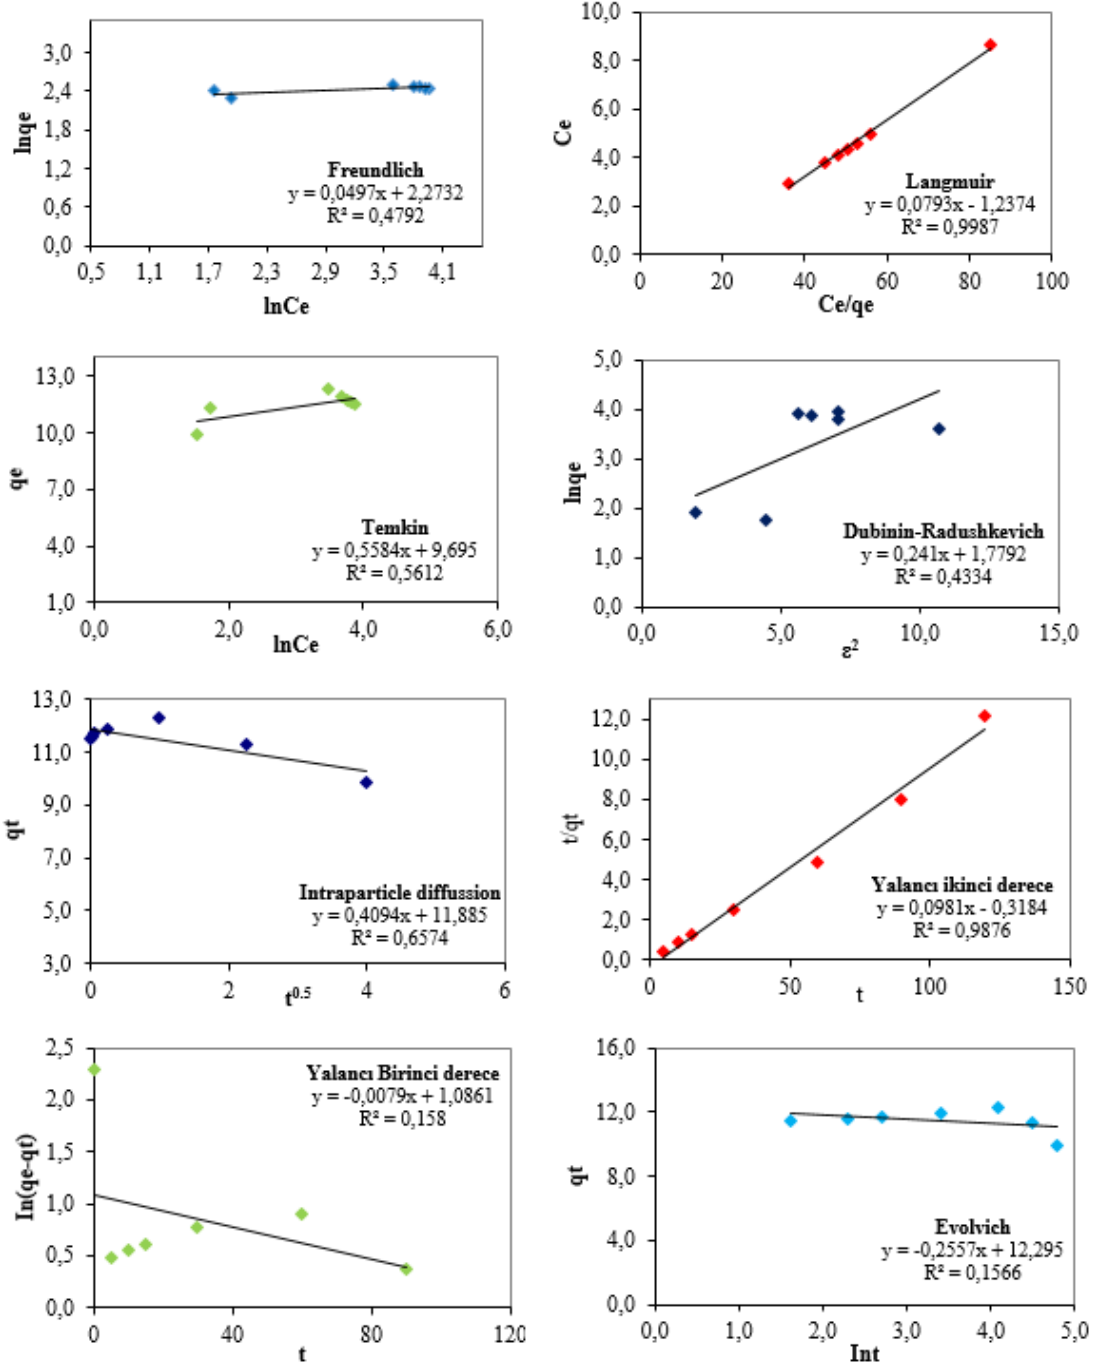 3,0
2,4
1,8
1,2
0,6
0,0
lnqe
Freundlich
y = 0,0497x + 2,2732
R² = 0,4792
0,5 1,1 1,7 2,3 2,9 3,5 4,1
lnCe
10,0
8,0
6,0
4,0
2,0
0,0
Ce
Langmuir
y = 0,0793x - 1,2374
R² = 0,9987
0 20 40 60 80 100
Ce/qe
13,0
10,0
7,0
4,0
1,0
qe
Temkin
y = 0,5584x + 9,695
R² = 0,5612
0,0 2,0 4,0 6,0
lnCe
5,0
4,0
3,0
2,0
1,0
0,0
lnqe
Dubinin-Radushkevich
y = 0,241x + 1,7792
R² = 0,4334
0,0 5,0 10,0 15,0
ε²
13,0
11,0
9,0
7,0
5,0
3,0
qt
Intraparticle diffussion
y = 0,4094x + 11,885
R² = 0,6574
0 2 4 6
t⁰·⁵
12,0
10,0
8,0
6,0
4,0
2,0
0,0
t/qt
Yalancı ikinci derece
y = 0,0981x - 0,3184
R² = 0,9876
0 50 100 150
t
2,5
2,0
1,5
1,0
0,5
0,0
In(qe-qt)
Yalancı Birinci derece
y = -0,0079x + 1,0861
R² = 0,158
0 40 80 120
t
16,0
12,0
8,0
4,0
0,0
qt
Evolvich
y = -0,2557x + 12,295
R² = 0,1566
0,0 1,0 2,0 3,0 4,0 5,0
Int